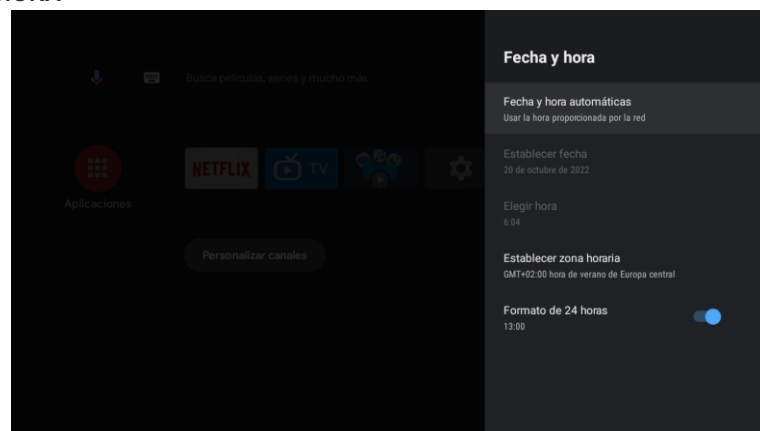 Fecha y hora
Busca películas, series y mucho más
Fecha y hora automáticas
Usar la hora proporcionada por la red
Establecer fecha
20 de octubre de 2022
NETFLIX
TV
Aplicaciones
Elegir hora
6:04
Personalizar canales
Establecer zona horaria
GMT+02:00 hora de verano de Europa central
Formato de 24 horas
13:00